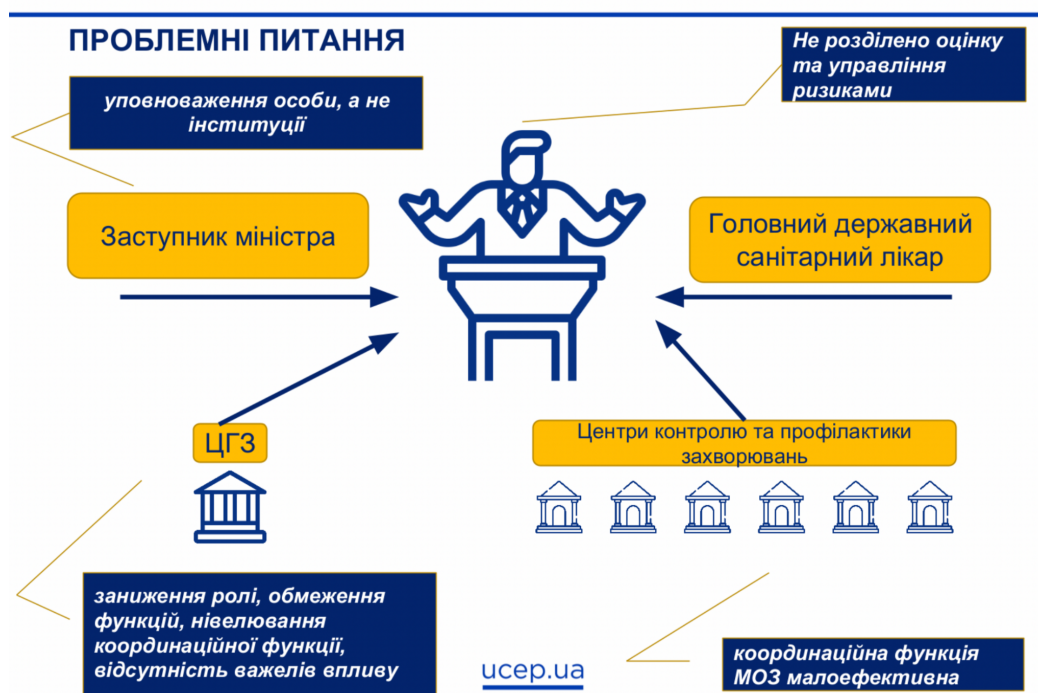 ПРОБЛЕМНІ ПИТАННЯ
Не розділено оцінку
та управління
ризиками
уповноваження особи, а не
інституції
Заступник міністра
Головний державний
санітарний лікар
ЦГЗ
Центри контролю та профілактики
захворювань
заниження ролі, обмеження
функцій, нівелювання
координаційної функції,
відсутність важелів впливу
ucep.ua
координаційна функція
МОЗ малоефективна